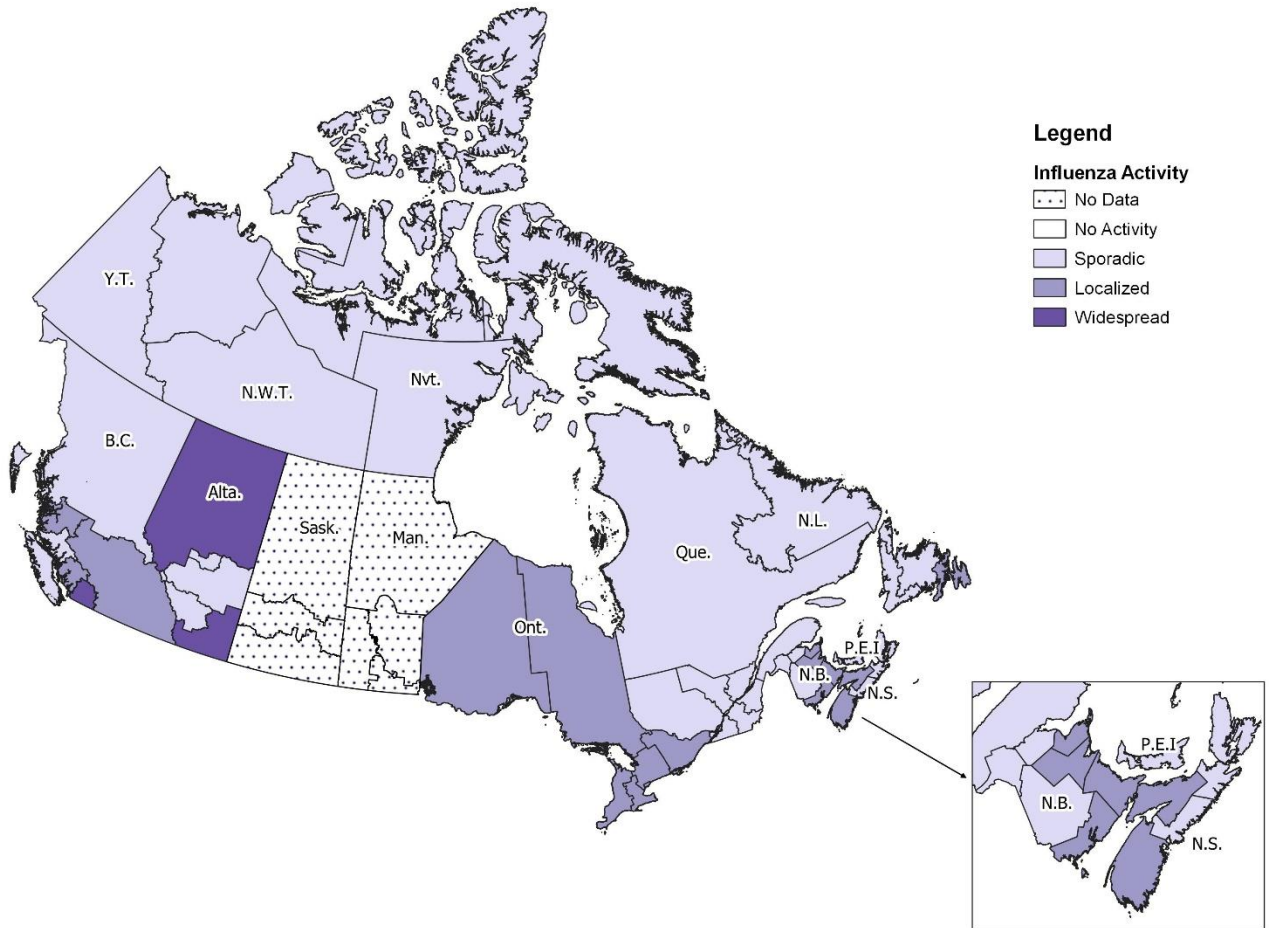 Legend
Influenza Activity
No Data
No Activity
Sporadic
Localized
Widespread
Y.T.
N.W.T.
Nvt.
B.C.
Alta.
Sask.
Man.
Ont.
Que.
N.L.
P.E.I
N.B.
N.S.
P.E.I
N.B.
N.S.